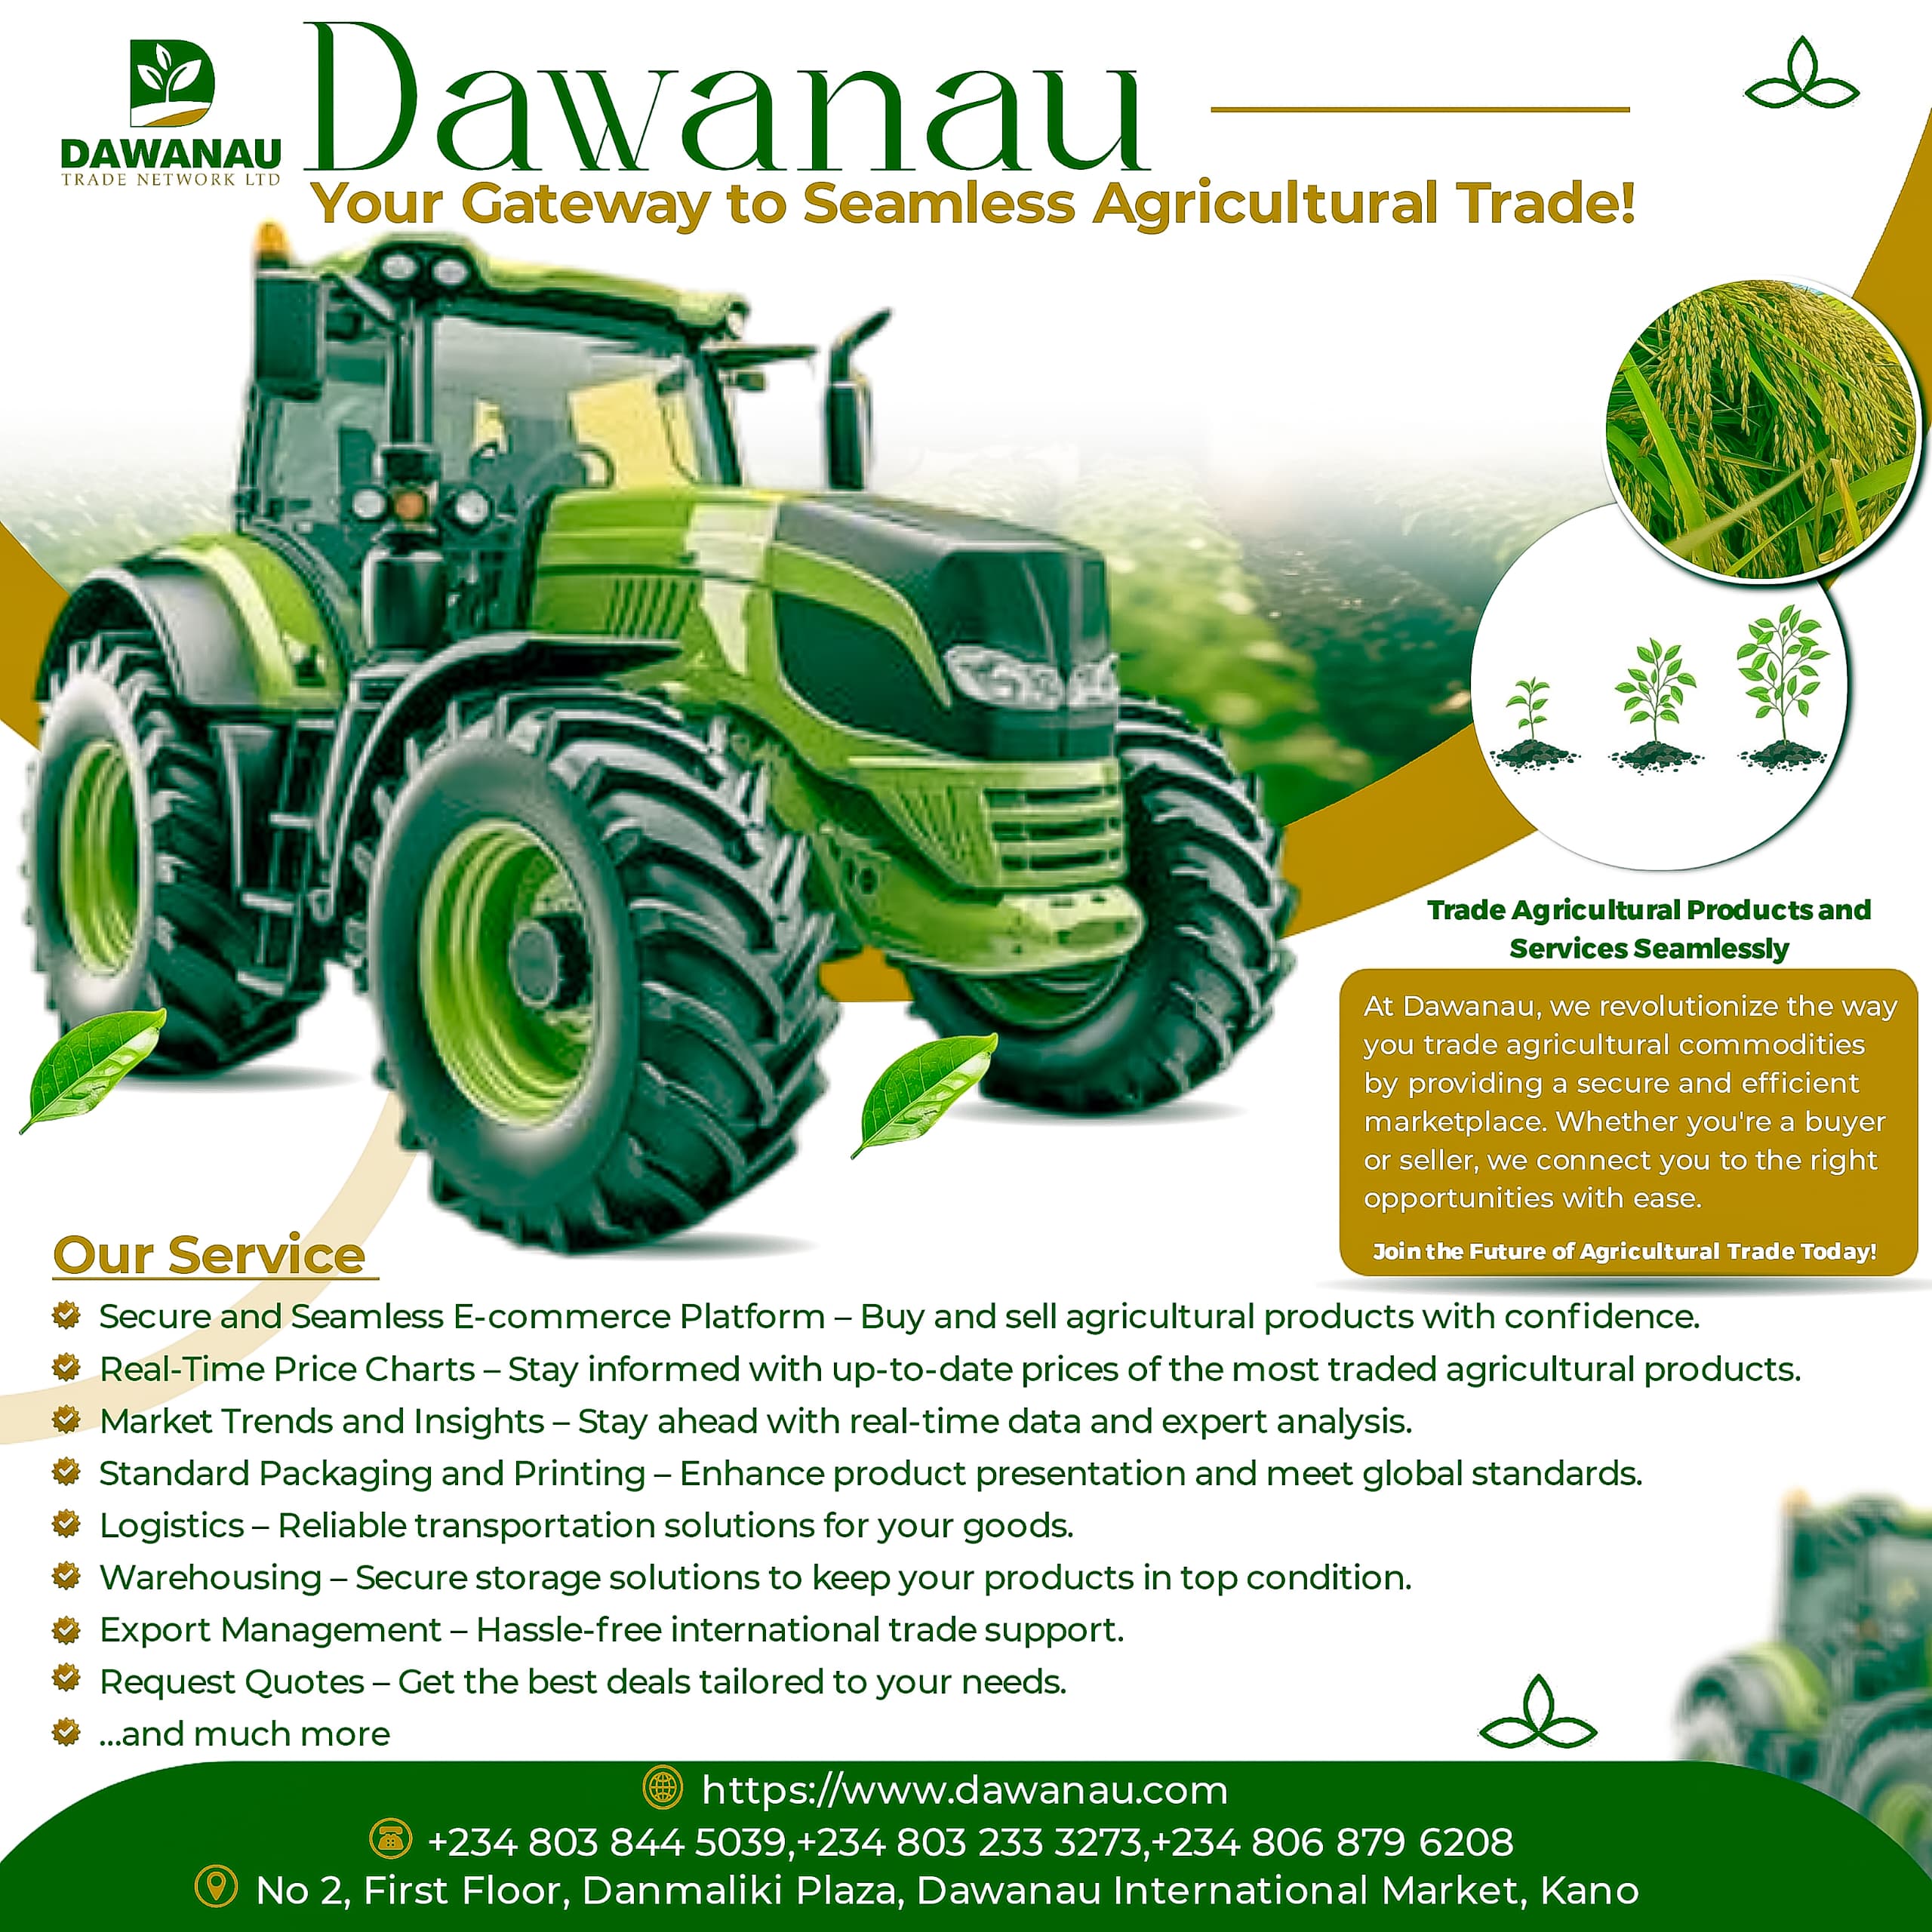 DAWANAU
TRADE NETWORK LTD
Dawanau
Your Gateway to Seamless Agricultural Trade!
Trade Agricultural Products and
Services Seamlessly
At Dawanau, we revolutionize the way
you trade agricultural commodities
by providing a secure and efficient
marketplace. Whether you're a buyer
or seller, we connect you to the right
opportunities with ease.
Join the Future of Agricultural Trade Today!
Our Service
Secure and Seamless E-commerce Platform – Buy and sell agricultural products with confidence.
Real-Time Price Charts – Stay informed with up-to-date prices of the most traded agricultural products.
Market Trends and Insights – Stay ahead with real-time data and expert analysis.
Standard Packaging and Printing – Enhance product presentation and meet global standards.
Logistics – Reliable transportation solutions for your goods.
Warehousing – Secure storage solutions to keep your products in top condition.
Export Management – Hassle-free international trade support.
Request Quotes – Get the best deals tailored to your needs.
...and much more
https://www.dawanau.com
+234 803 844 5039,+234 803 233 3273,+234 806 879 6208
No 2, First Floor, Danmaliki Plaza, Dawanau International Market, Kano